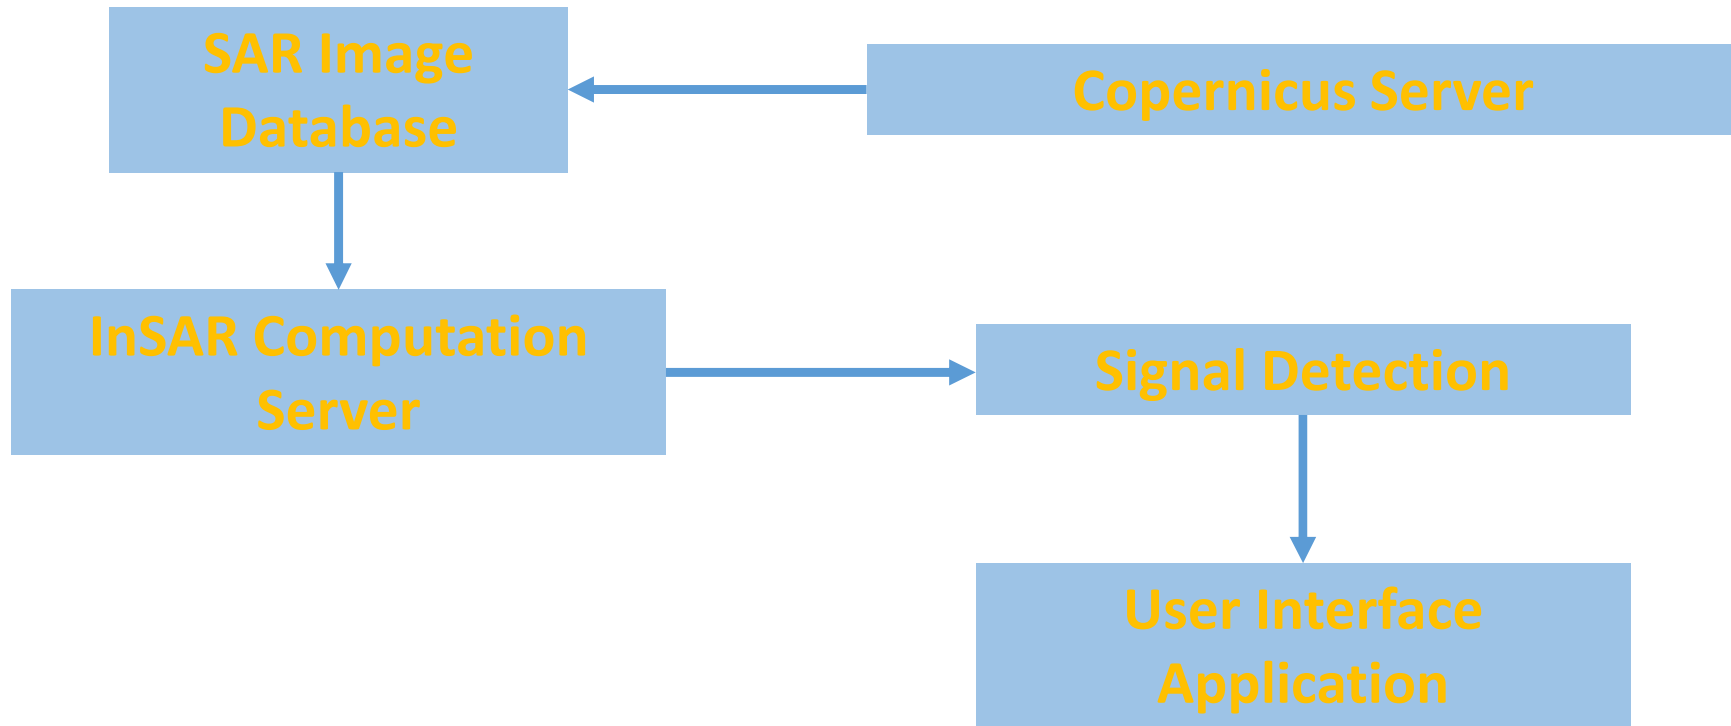 SAR Image
Database
Copernicus Server
InSAR Computation
Server
Signal Detection
User Interface
Application